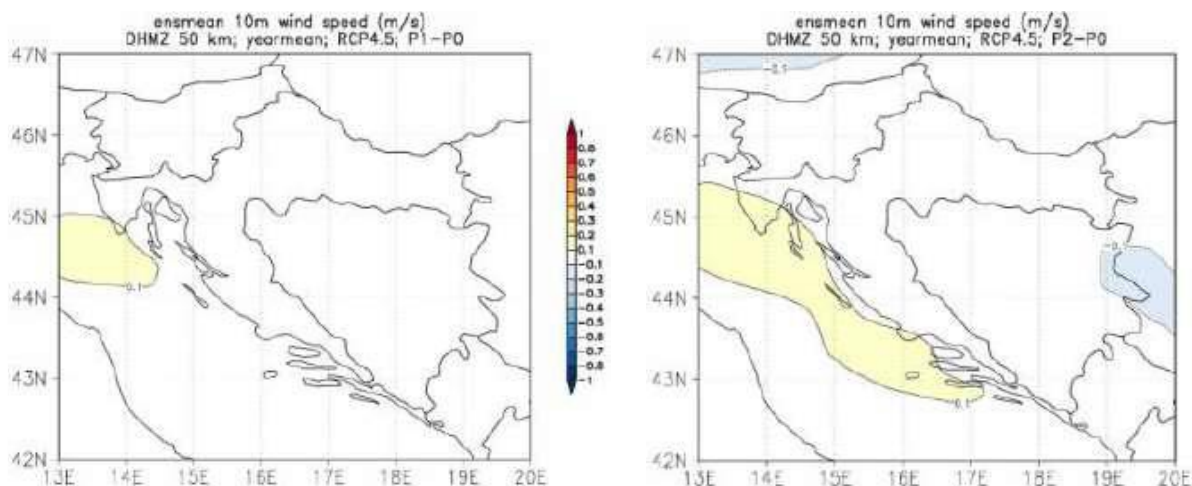 ensmean 10m wind speed (m/s)
DHMZ 50 km; yearmean; RCP4.5; P1-P0
47N
46N
45N
44N
43N
42N
13E 14E 15E 16E 17E 18E 19E 20E
0.1
1
0.8
0.7
0.6
0.5
0.4
0.3
0.2
0.1
-0.1
-0.2
-0.3
-0.4
-0.5
-0.6
-0.7
-0.8
-1
ensmean 10m wind speed (m/s)
DHMZ 50 km; yearmean; RCP4.5; P2-P0
47N
46N
45N
44N
43N
42N
13E 14E 15E 16E 17E 18E 19E 20E
-0.1
0.1